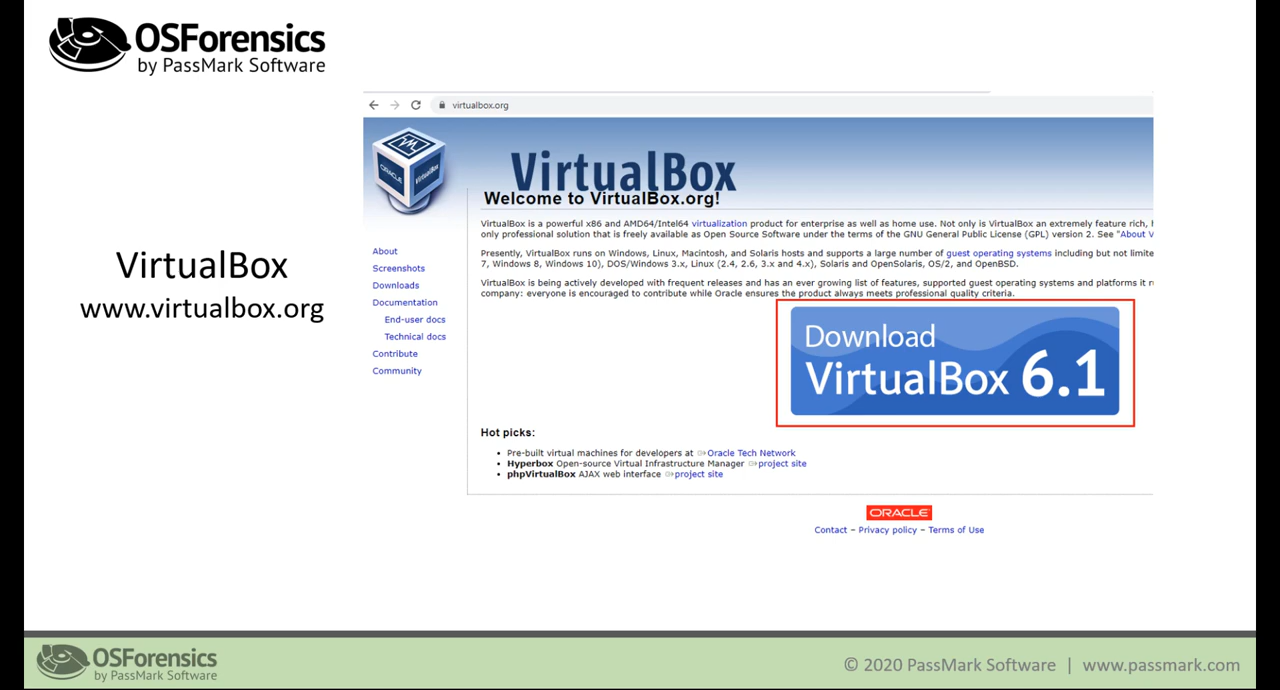 OSForensics
by PassMark Software
VirtualBox
www.virtualbox.org
virtualbox.org
ORACLE
VirtualBox
VirtualBox
Welcome to VirtualBox.org!
About
Screenshots
Downloads
Documentation
End-user docs
Technical docs
Contribute
Community
VirtualBox is a powerful x86 and AMD64/Intel64 virtualization product for enterprise as well as home use. Not only is VirtualBox an extremely feature rich, h
only professional solution that is freely available as Open Source Software under the terms of the GNU General Public License (GPL) version 2. See "About V
Presently, VirtualBox runs on Windows, Linux, Macintosh, and Solaris hosts and supports a large number of guest operating systems including but not limite
7, Windows 8, Windows 10), DOS/Windows 3.x, Linux (2.4, 2.6, 3.x and 4.x), Solaris and OpenSolaris, OS/2, and OpenBSD.
VirtualBox is being actively developed with frequent releases and has an ever growing list of features, supported guest operating systems and platforms it ru
company: everyone is encouraged to contribute while Oracle ensures the product always meets professional quality criteria.
Download
VirtualBox 6.1
Hot picks:
• Pre-built virtual machines for developers at Oracle Tech Network
• Hyperbox Open-source Virtual Infrastructure Manager project site
• phpVirtualBox AJAX web interface project site
ORACLE
Contact – Privacy policy – Terms of Use
OSForensics
by PassMark Software
© 2020 PassMark Software | www.passmark.com